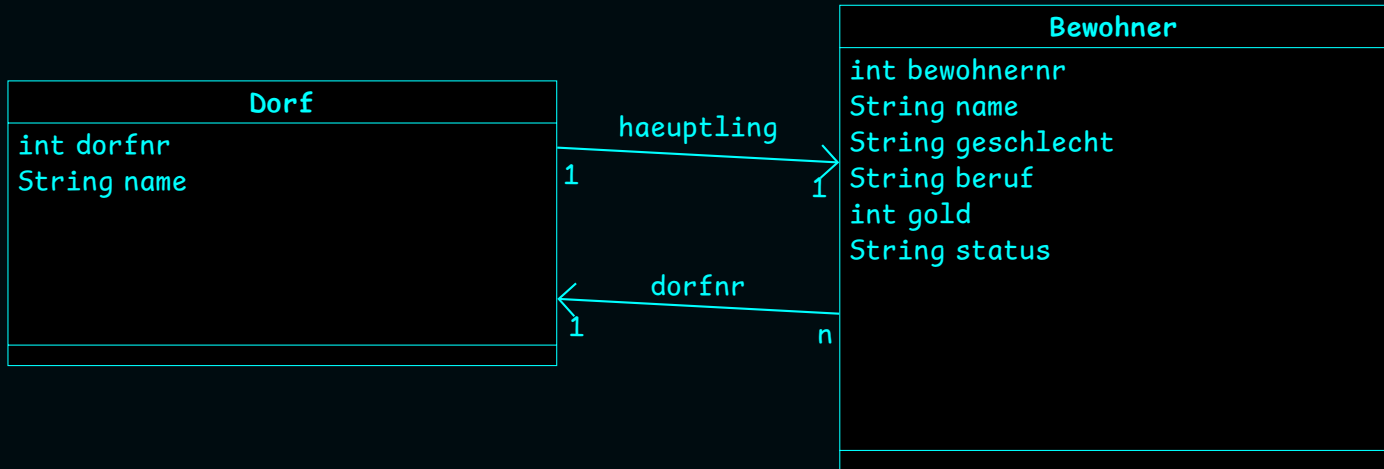 Dorf
int dorfnr
String name
haeuptling
1
1
dorfnr
1
n
Bewohner
int bewohnernr
String name
String geschlecht
String beruf
int gold
String status